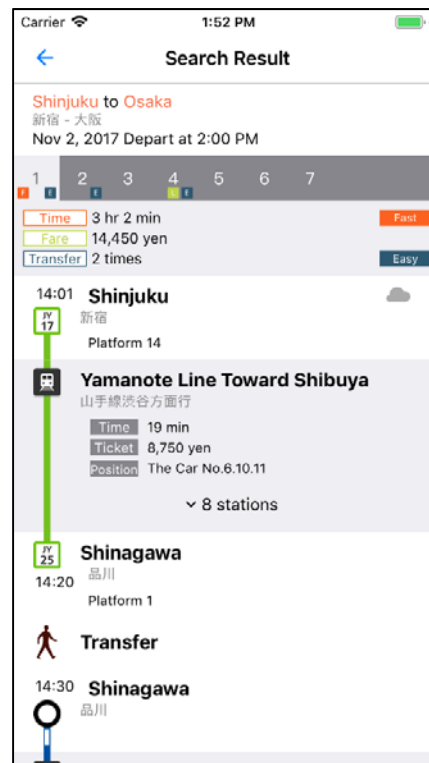 Carrier 1:52 PM
Search Result
Shinjuku to Osaka
新宿 - 大阪
Nov 2, 2017 Depart at 2:00 PM
1 2 3 4 5 6 7
F E E L E
Time 3 hr 2 min Fast
Fare 14,450 yen
Transfer 2 times Easy
14:01 Shinjuku
JY 17 新宿
Platform 14
Yamanote Line Toward Shibuya
山手線渋谷方面行
Time 19 min
Ticket 8,750 yen
Position The Car No.6.10.11
8 stations
JY 25 Shinagawa
14:20 品川
Platform 1
Transfer
14:30 Shinagawa
品川